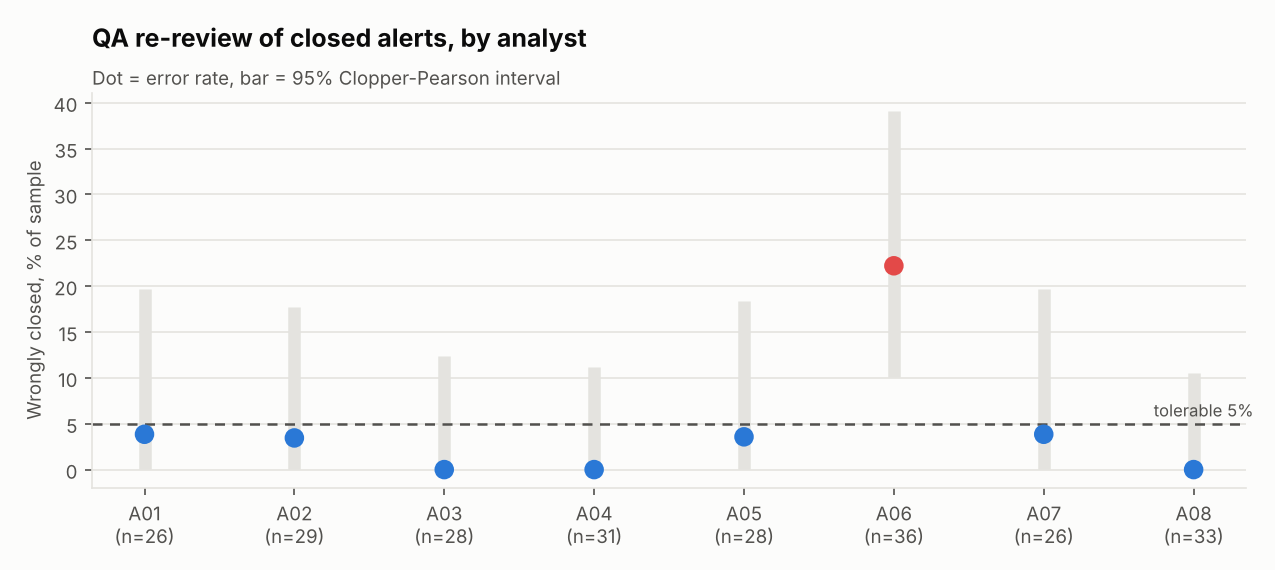 QA re-review of closed alerts, by analyst
Dot = error rate, bar = 95% Clopper-Pearson interval
Wrongly closed, % of sample
40
35
30
25
20
15
10
5
0
tolerable 5%
A01 A02 A03 A04 A05 A06 A07 A08
(n=26) (n=29) (n=28) (n=31) (n=28) (n=36) (n=26) (n=33)